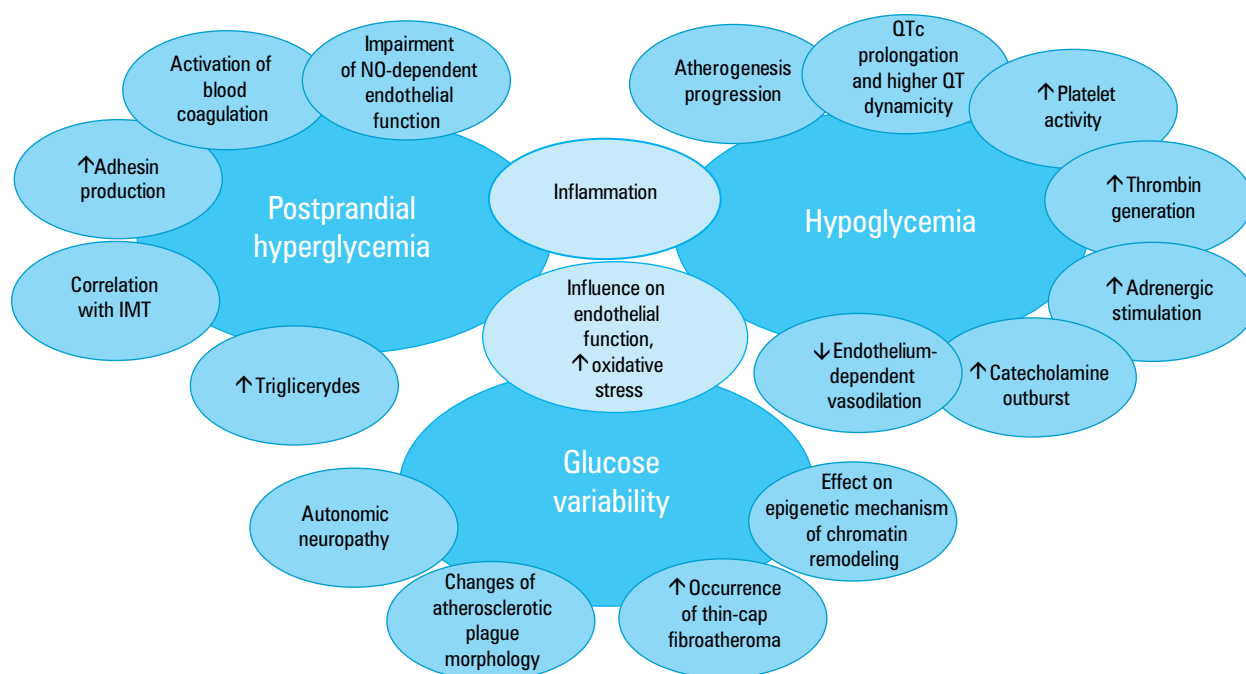 Activation of
blood
coagulation
Impairment
of NO-dependent
endothelial
function
↑Adhesin
production
Correlation
with IMT
↑ Triglicerydes
Postprandial
hyperglycemia
Inflammation
Influence on
endothelial
function,
↑ oxidative
stress
Atherogenesis
progression
QTc
prolongation
and higher QT
dynamicity
↑ Platelet
activity
↑ Thrombin
generation
↑ Adrenergic
stimulation
↑ Catecholamine
outburst
↓ Endothelium-
dependent
vasodilation
Hypoglycemia
Glucose
variability
Autonomic
neuropathy
Changes of
atherosclerotic
plague
morphology
↑ Occurrence
of thin-cap
fibroatheroma
Effect on
epigenetic mechanism
of chromatin
remodeling